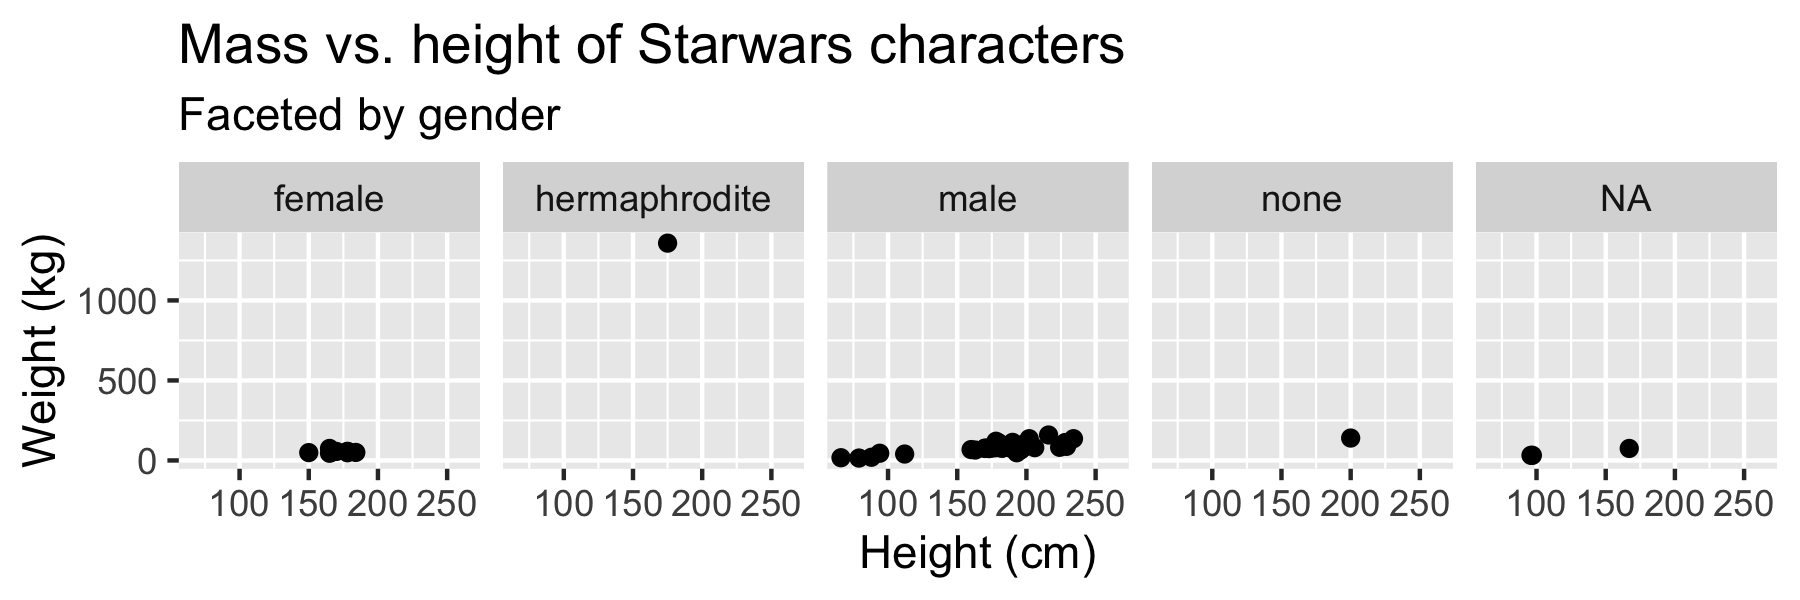 Mass vs. height of Starwars characters
Faceted by gender
female hermaphrodite male none NA
Weight (kg)
1000
500
0
100 150 200 250 100 150 200 250 100 150 200 250 100 150 200 250 100 150 200 250
Height (cm)